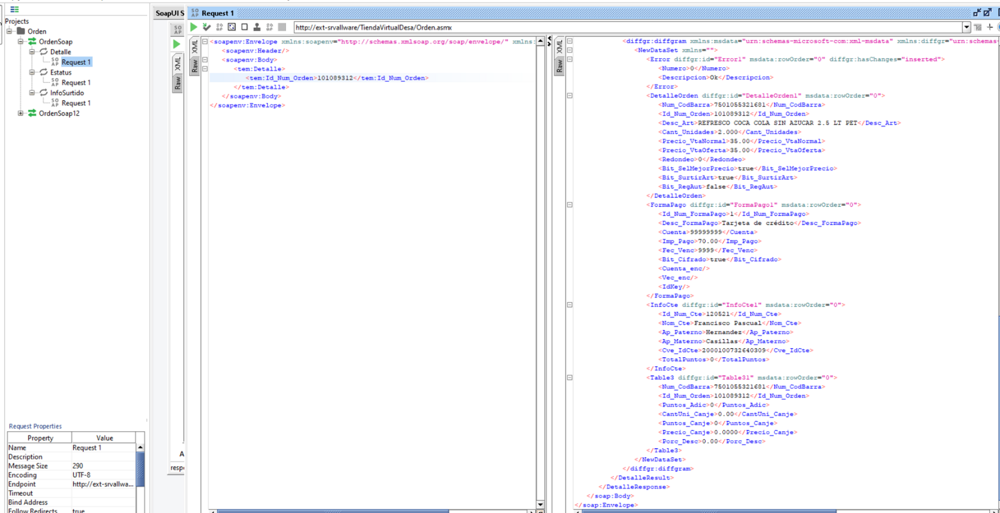 SoapUI S
Request 1
Projects
Orden
OrdenSoap
Detalle
Request 1
Estatus
Request 1
InfoSurtido
Request 1
OrdenSoap12
http://ext-srvallware/TiendaVirtualDesa/Orden.asmx
XML
Raw
XML
Raw
<soapenv:Envelope xmlns:soapenv="http://schemas.xmlsoap.org/soap/envelope/" xmlns:
<soapenv:Header/>
<soapenv:Body>
<tem:Detalle>
<tem:Id_Num_Orden>101089312</tem:Id_Num_Orden>
</tem:Detalle>
</soapenv:Body>
</soapenv:Envelope>
XML
Raw
<diffgr:diffgram xmlns:msdata="urn:schemas-microsoft-com:xml-msdata" xmlns:diffgr="urn:schemas-
<NewDataSet xmlns="">
<Error diffgr:id="Error1" msdata:rowOrder="0" diffgr:hasChanges="inserted">
<Numero>0</Numero>
<Descripcion>Ok</Descripcion>
</Error>
<DetalleOrden diffgr:id="DetalleOrden1" msdata:rowOrder="0">
<Num_CodBarra>7501055321681</Num_CodBarra>
<Id_Num_Orden>101089312</Id_Num_Orden>
<Desc_Art>REFRESCO COCA COLA SIN AZUCAR 2.5 LT PET</Desc_Art>
<Cant_Unidades>2.000</Cant_Unidades>
<Precio_VtaNormal>35.00</Precio_VtaNormal>
<Precio_VtaOferta>35.00</Precio_VtaOferta>
<Redondeo>0</Redondeo>
<Bit_SelMejorPrecio>true</Bit_SelMejorPrecio>
<Bit_SurtirArt>true</Bit_SurtirArt>
<Bit_RegAut>false</Bit_RegAut>
</DetalleOrden>
<FormaPago diffgr:id="FormaPago1" msdata:rowOrder="0">
<Id_Num_FormaPago>1</Id_Num_FormaPago>
<Desc_FormaPago>Tarjeta de crédito</Desc_FormaPago>
<Cuenta>99999999</Cuenta>
<Imp_Pago>70.00</Imp_Pago>
<Fec_Venc>9999</Fec_Venc>
<Bit_Cifrado>true</Bit_Cifrado>
<Cuenta_enc/>
<Vec_enc/>
<IdKey/>
</FormaPago>
<InfoCte diffgr:id="InfoCte1" msdata:rowOrder="0">
<Id_Num_Cte>120521</Id_Num_Cte>
<Nom_Cte>Francisco Pascual</Nom_Cte>
<Ap_Paterno>Hernandez</Ap_Paterno>
<Ap_Materno>Casillas</Ap_Materno>
<Cve_IdCte>2000100732640309</Cve_IdCte>
<TotalPuntos>0</TotalPuntos>
</InfoCte>
<Table3 diffgr:id="Table31" msdata:rowOrder="0">
<Num_CodBarra>7501055321681</Num_CodBarra>
<Id_Num_Orden>101089312</Id_Num_Orden>
<Puntos_Adic>0</Puntos_Adic>
<CantUni_Canje>0.00</CantUni_Canje>
<Puntos_Canje>0</Puntos_Canje>
<Precio_Canje>0.0000</Precio_Canje>
<Porc_Desc>0.00</Porc_Desc>
</Table3>
</NewDataSet>
</diffgr:diffgram>
</DetalleResult>
</DetalleResponse>
</soap:Body>
</soap:Envelope>
Request Properties
Property Value
Name Request 1
Description
Message Size 290
Encoding UTF-8
Endpoint http://ext-srvallwa...
Timeout
Bind Address
Follow Redirects true
A
respo